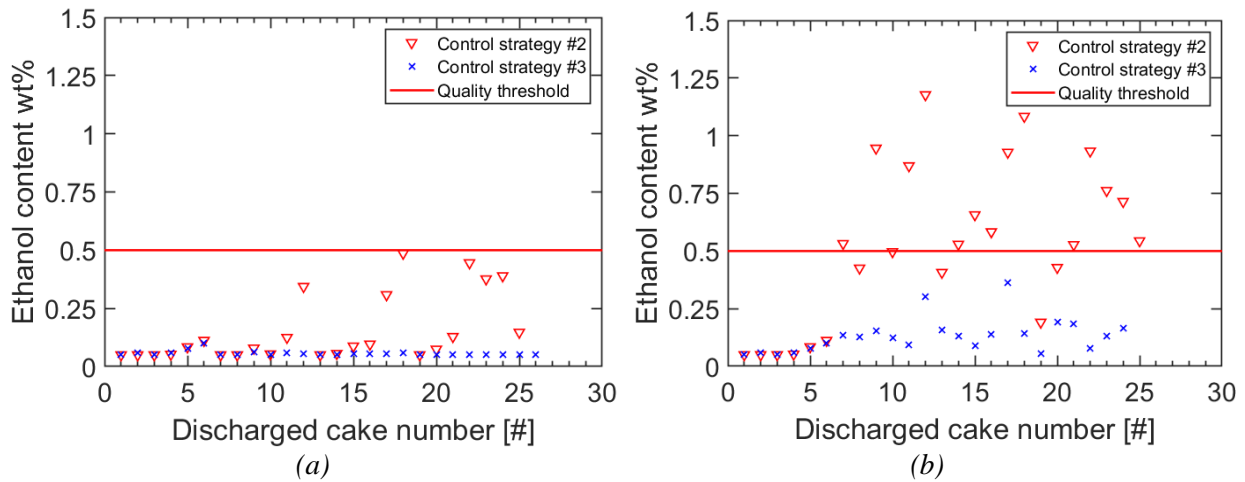 1.5
1.25
1
0.75
0.5
0.25
0
Ethanol content wt%
Control strategy #2
Control strategy #3
Quality threshold
0 5 10 15 20 25 30
Discharged cake number [#]
(a)
1.5
1.25
1
0.75
0.5
0.25
0
Ethanol content wt%
Control strategy #2
Control strategy #3
Quality threshold
0 5 10 15 20 25 30
Discharged cake number [#]
(b)